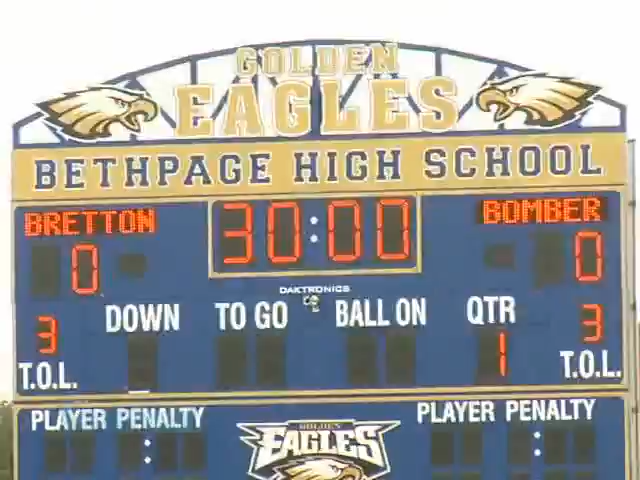 GOLDEN
EAGLES
BETHPAGE HIGH SCHOOL
BRETTON 30:00 BOMBER
0 0
DAKTRONICS
DOWN TO GO BALL ON QTR
3 1 3
T.O.L. T.O.L.
PLAYER PENALTY PLAYER PENALTY
: :
GOLDEN
EAGLES